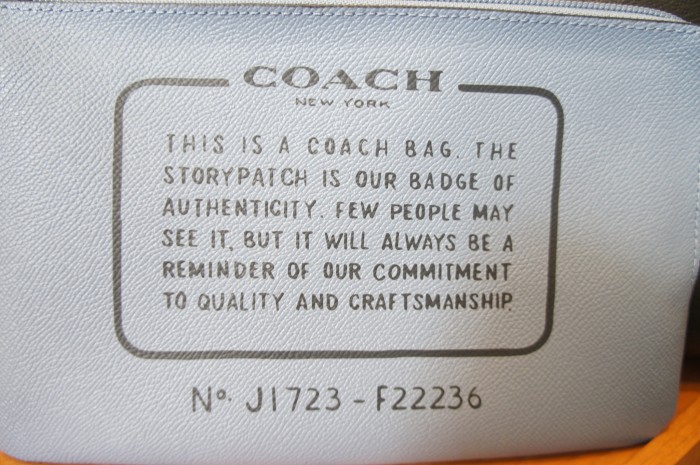 COACH
NEW YORK
THIS IS A COACH BAG. THE
STORYPATCH IS OUR BADGE OF
AUTHENTICITY. FEW PEOPLE MAY
SEE IT, BUT IT WILL ALWAYS BE A
REMINDER OF OUR COMMITMENT
TO QUALITY AND CRAFTSMANSHIP.
Nº. J1723 - F22236